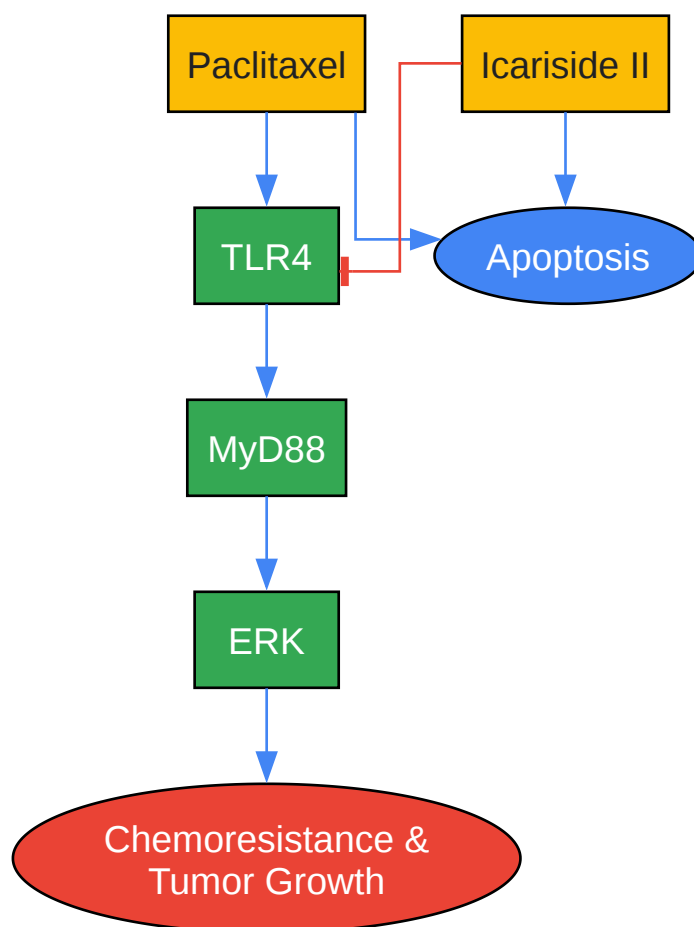 Paclitaxel
Icariside II
TLR4
Apoptosis
MyD88
ERK
Chemoresistance &
Tumor Growth